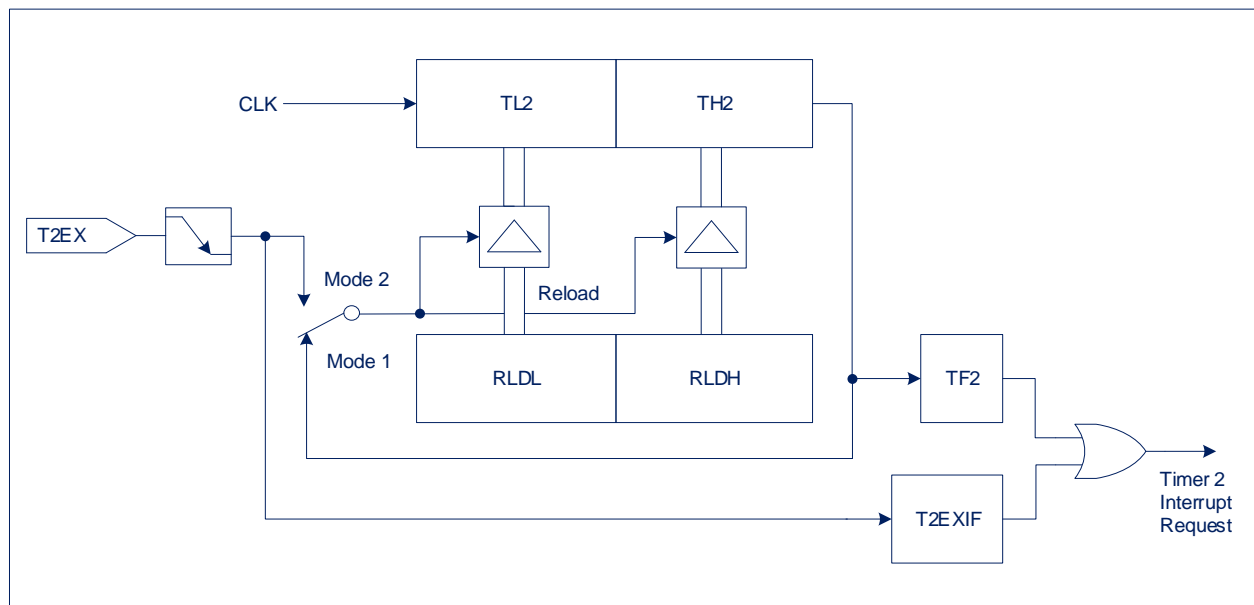 CLK
TL2
TH2
T2EX
Mode 2
Reload
Mode 1
RLDL
RLDH
TF2
T2EXIF
Timer 2
Interrupt
Request